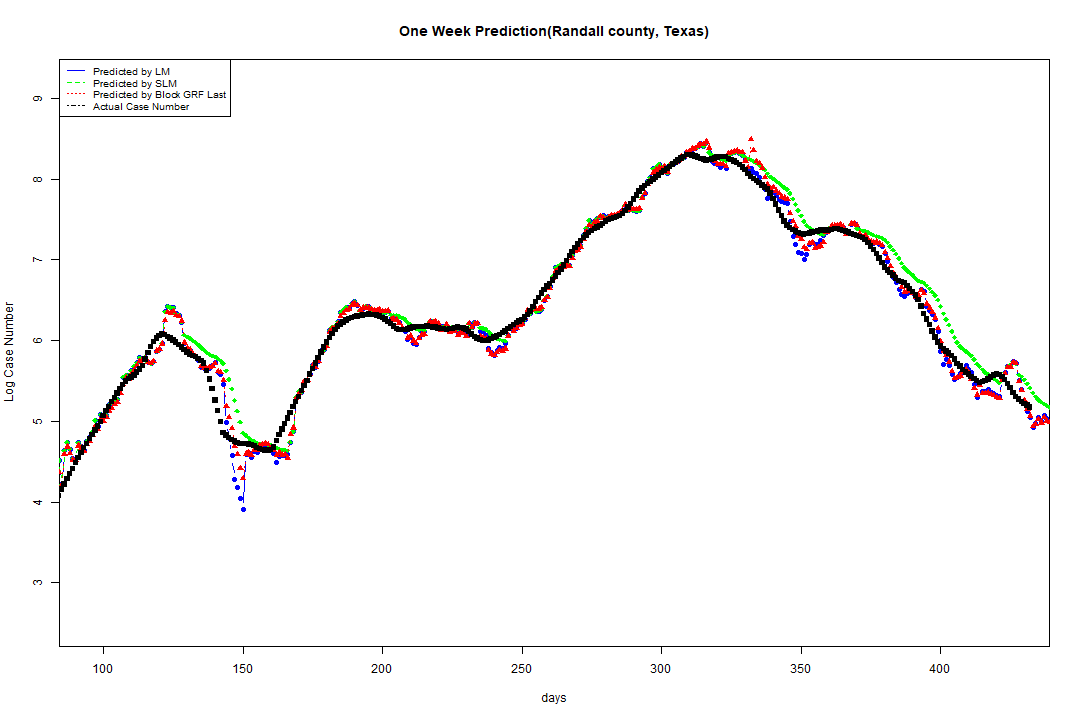 One Week Prediction(Randall county, Texas)
Predicted by LM
Predicted by SLM
Predicted by Block GRF Last
Actual Case Number
9
8
7
6
5
4
3
Log Case Number
100 150 200 250 300 350 400
days